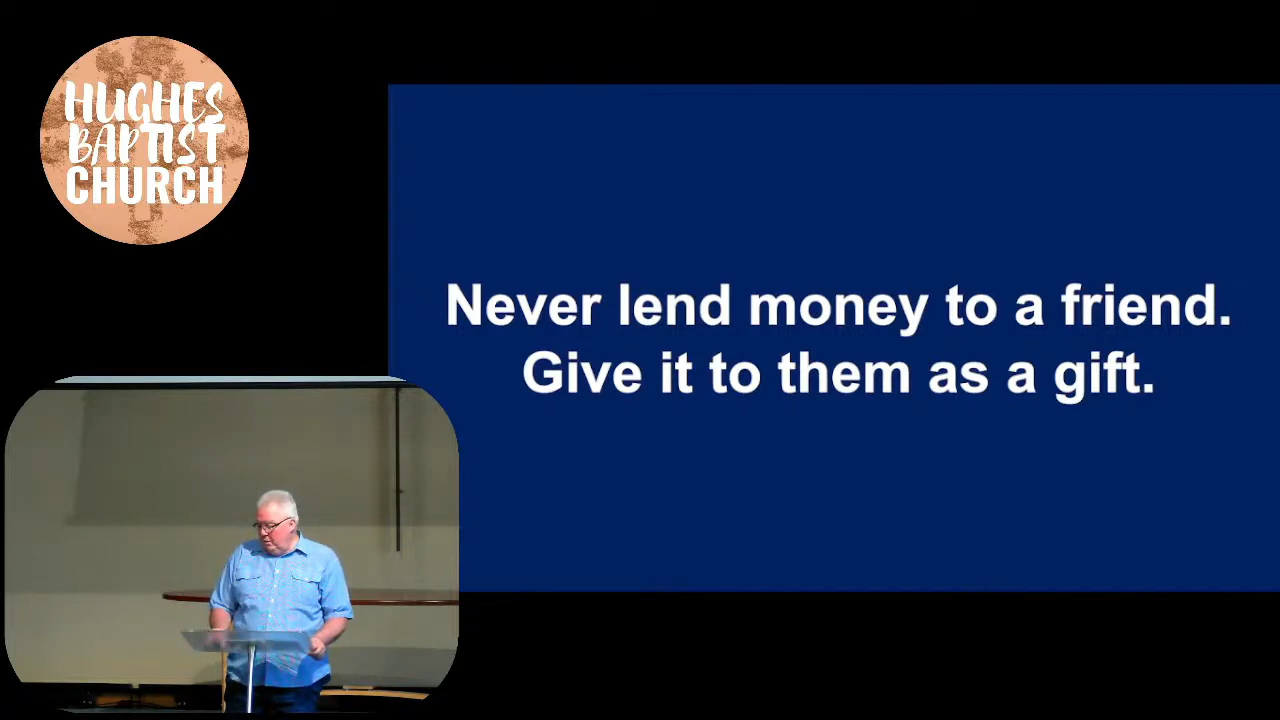 HUGHES
BAPTIST
CHURCH
Never lend money to a friend.
Give it to them as a gift.